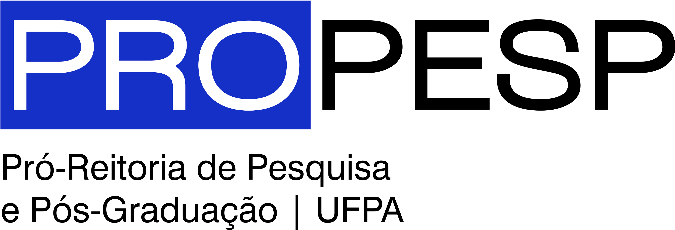 PROPESP
Pró-Reitoria de Pesquisa
e Pós-Graduação | UFPA